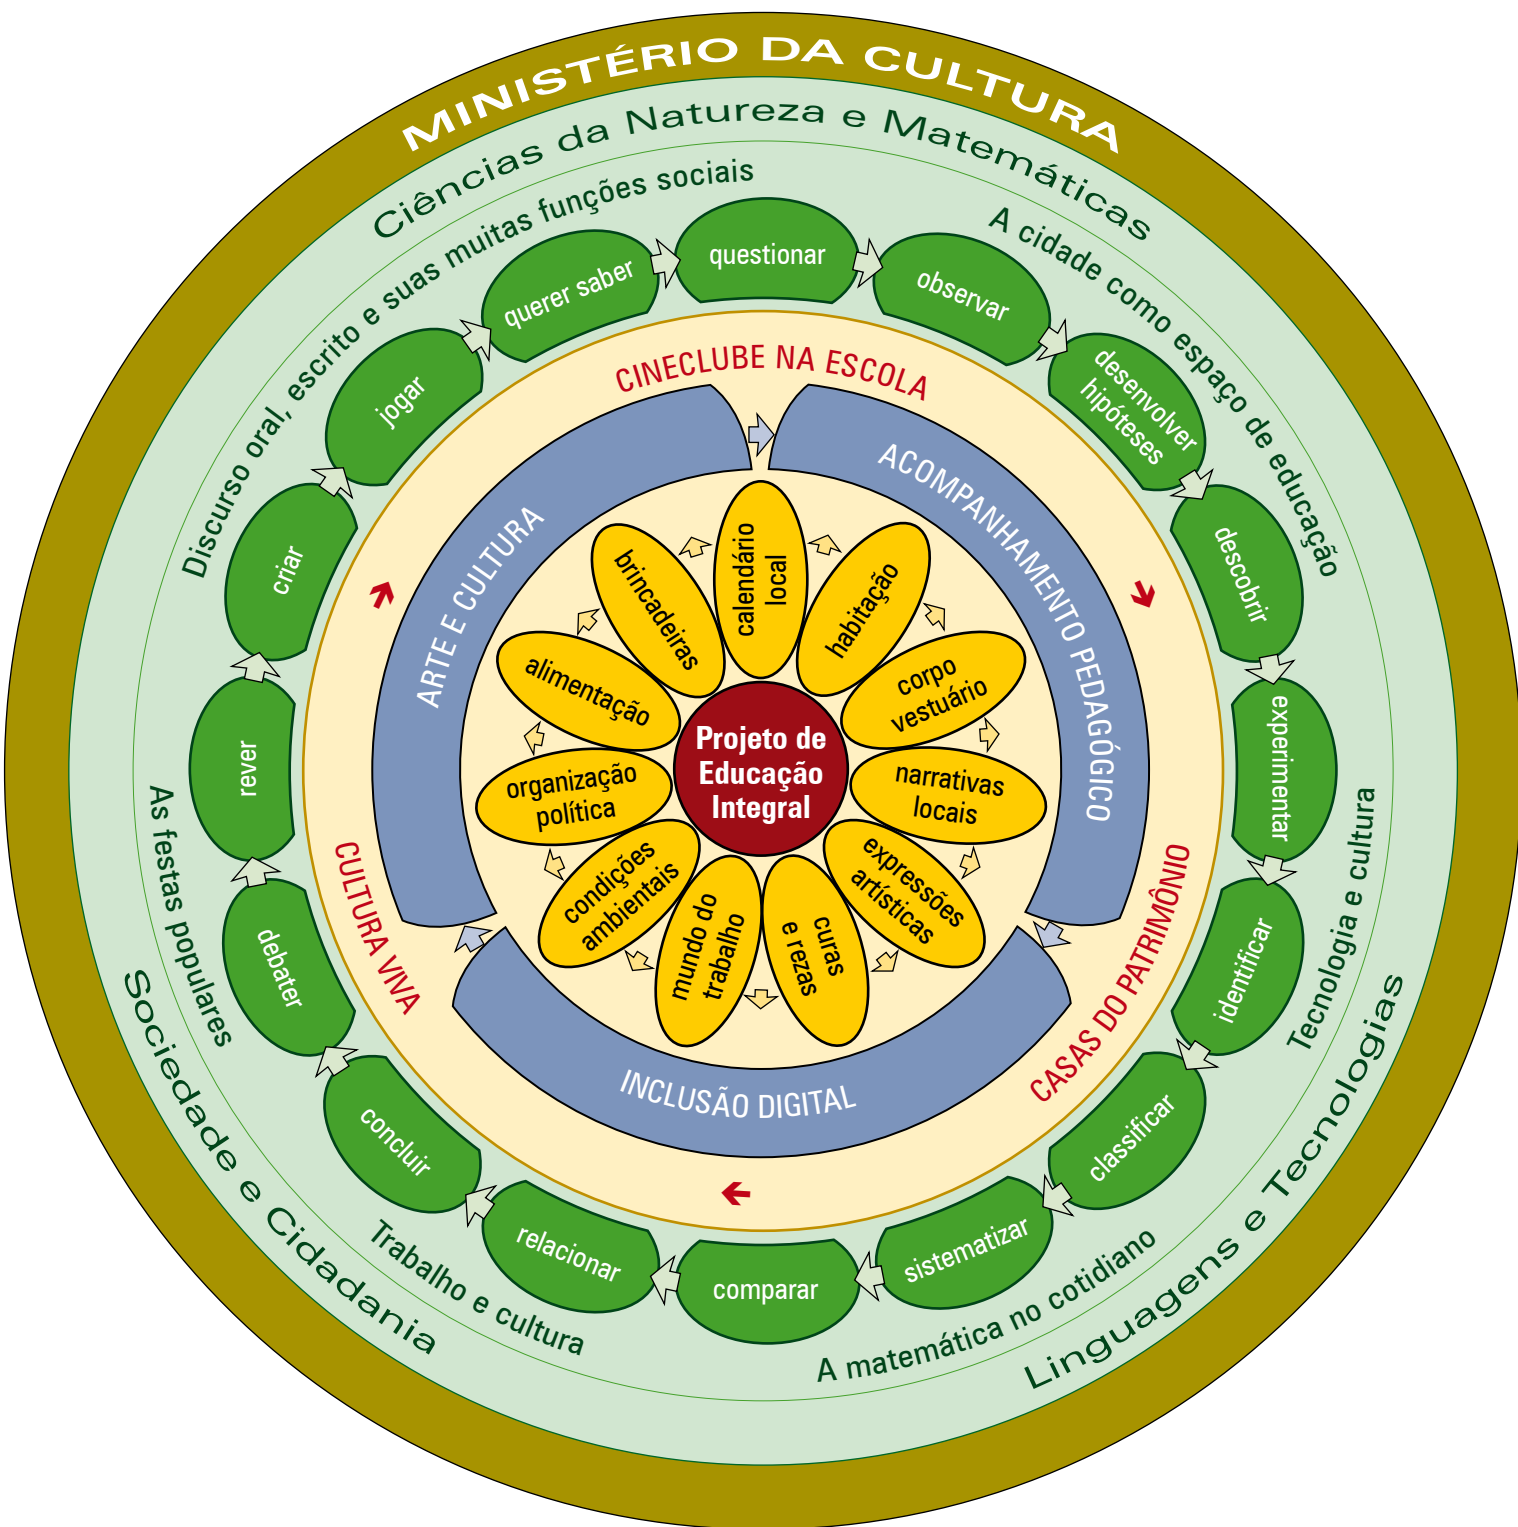 MINISTÉRIO DA CULTURA
Ciências da Natureza e Matemáticas
Linguagens e Tecnologias
Sociedade e Cidadania
Discurso oral, escrito e suas muitas funções sociais
A cidade como espaço de educação
Tecnologia e cultura
A matemática no cotidiano
Trabalho e cultura
As festas populares
questionar
observar
desenvolver
hipóteses
descobrir
experimentar
identificar
classificar
sistematizar
comparar
relacionar
concluir
debater
rever
criar
jogar
querer saber
CINECLUBE NA ESCOLA
CASAS DO PATRIMÔNIO
CULTURA VIVA
ACOMPANHAMENTO PEDAGÓGICO
INCLUSÃO DIGITAL
ARTE E CULTURA
calendário
local
habitação
corpo
vestuário
narrativas
locais
expressões
artísticas
curas
e rezas
mundo do
trabalho
condições
ambientais
organização
política
alimentação
brincadeiras
Projeto de
Educação
Integral